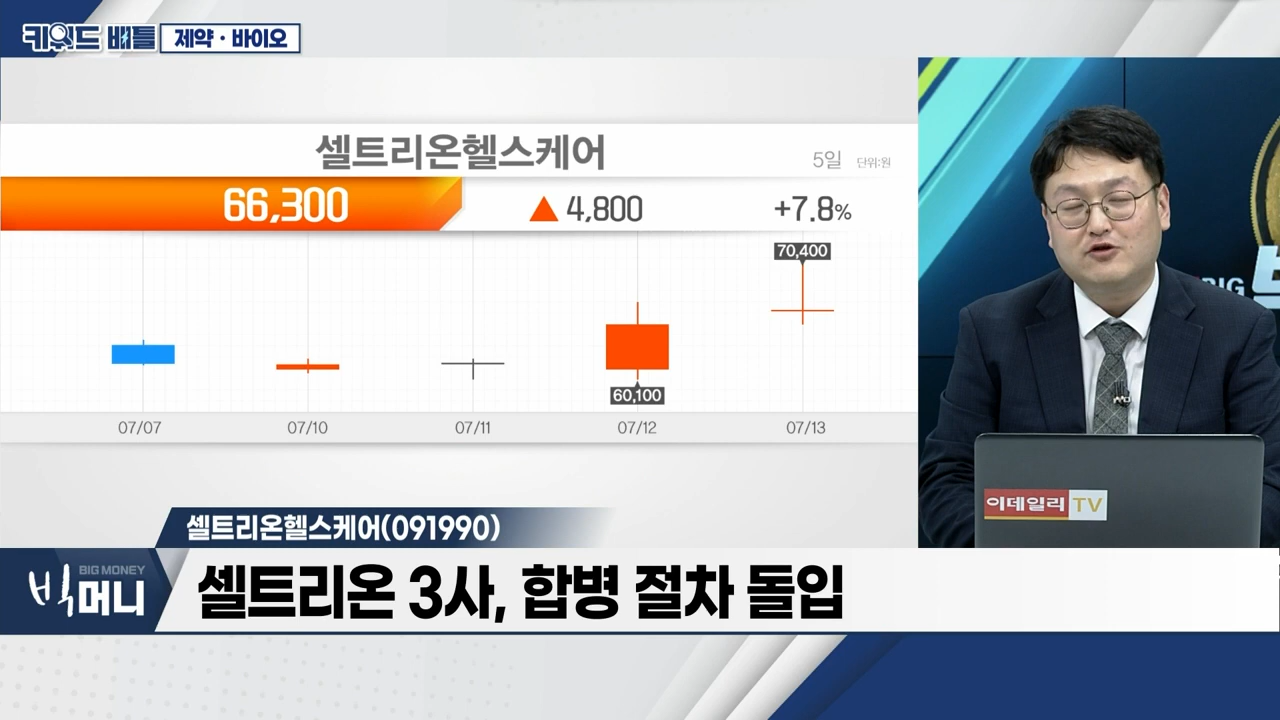 키워드 배틀 제약·바이오
셀트리온헬스케어
5일 단위:원
66,300 ▲ 4,800 +7.8%
70,400
60,100
07/07 07/10 07/11 07/12 07/13
BIG
이데일리 TV
셀트리온헬스케어(091990)
BIG MONEY
빅머니
셀트리온 3사, 합병 절차 돌입